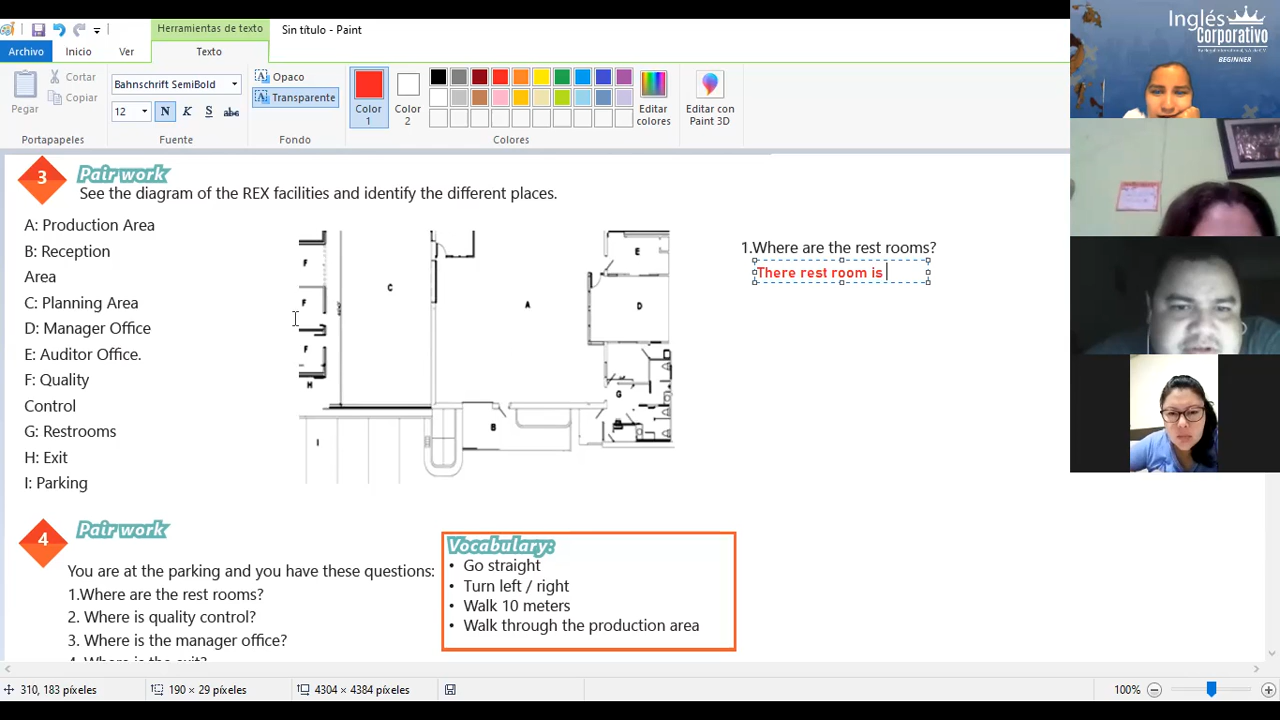 Herramientas de texto
Sin título - Paint
Archivo
Inicio
Ver
Texto
Pegar
Cortar
Copiar
Portapapeles
Bahnschrift SemiBold
12
N
K
S
abc
Fuente
A Opaco
A Transparente
Fondo
Color
1
Color
2
Editar
colores
Colores
Editar con
Paint 3D
Inglés
Corporativo
BEGINNER
3
Pair work
See the diagram of the REX facilities and identify the different places.
A: Production Area
B: Reception
Area
C: Planning Area
D: Manager Office
E: Auditor Office.
F: Quality
Control
G: Restrooms
H: Exit
I: Parking
F
F
F
H
I
C
A
B
E
D
G
1.Where are the rest rooms?
There rest room is
4
Pair work
You are at the parking and you have these questions:
1.Where are the rest rooms?
2. Where is quality control?
3. Where is the manager office?
4. Where is the exit?
Vocabulary:
• Go straight
• Turn left / right
• Walk 10 meters
• Walk through the production area
310, 183 píxeles
190 × 29 píxeles
4304 × 4384 píxeles
100%